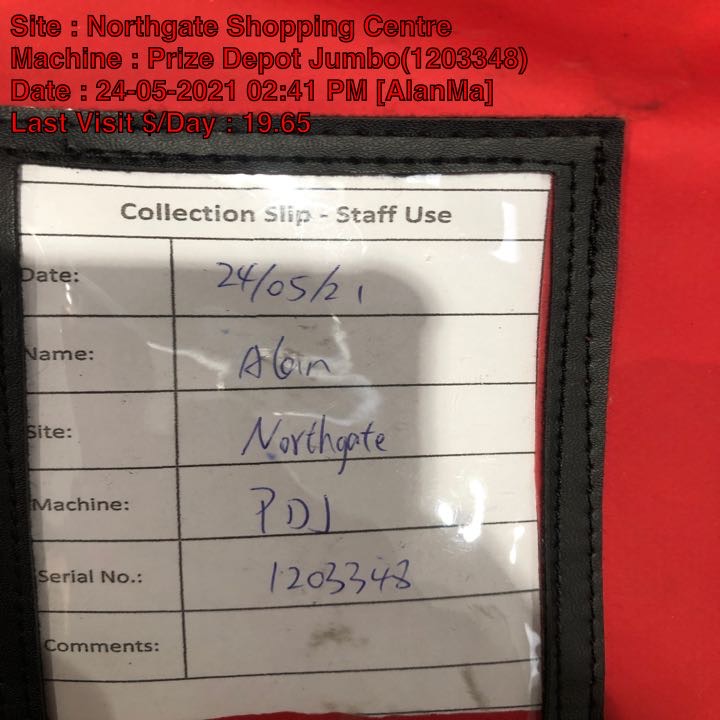 Site : Northgate Shopping Centre
Machine : Prize Depot Jumbo(1203348)
Date : 24-05-2021 02:41 PM [AlanMa]
Last Visit $/Day : 19.65
Collection Slip - Staff Use
Date: 24/05/21
Name: Alan
Site: Northgate
Machine: PDJ
Serial No.: 1203348
Comments: